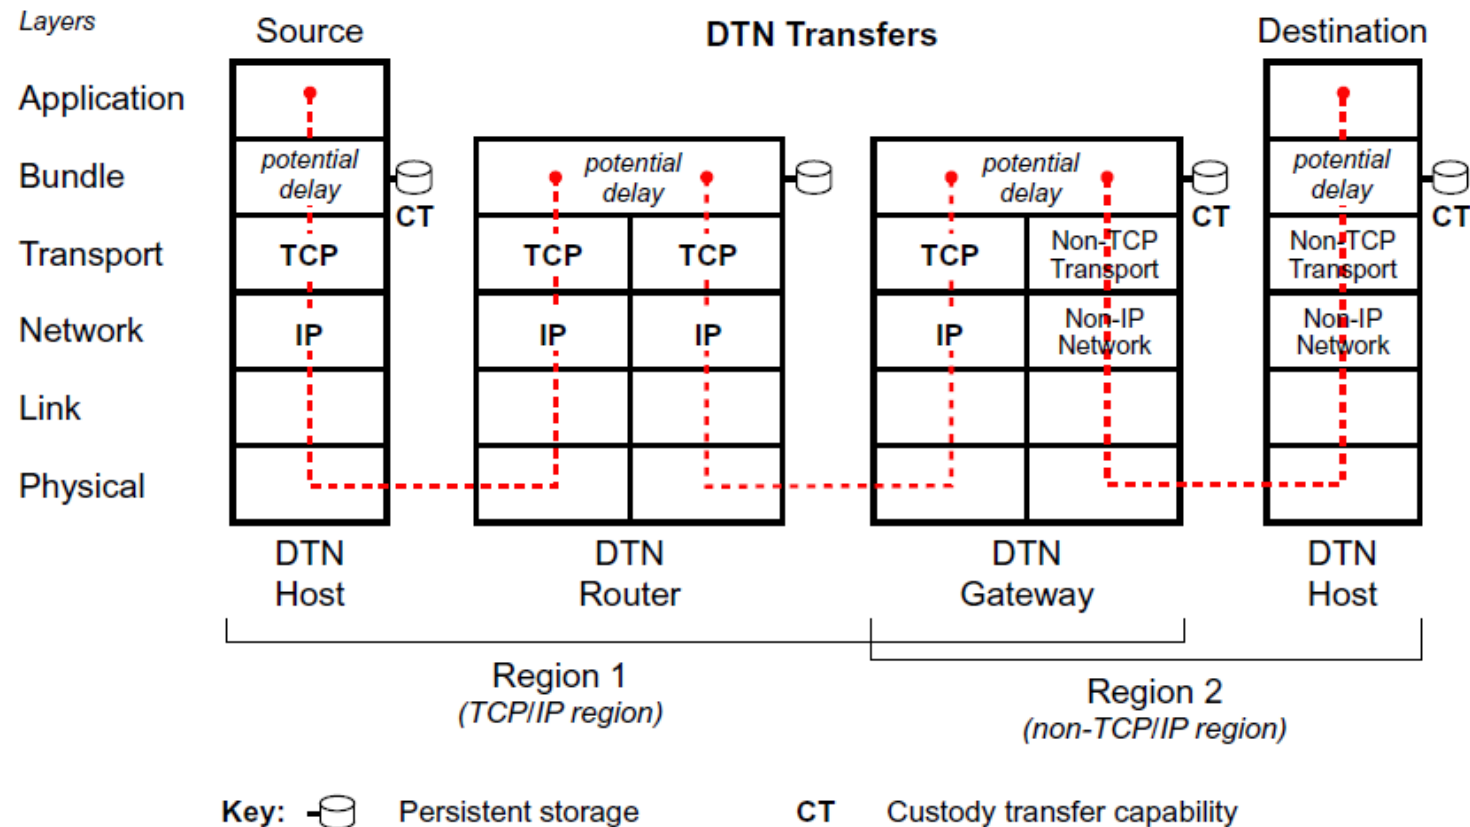 Layers
Source
DTN Transfers
Destination
Application
Bundle
potential
delay
CT
potential
delay
potential
delay
CT
potential
delay
CT
Transport
TCP
TCP
TCP
TCP
Non-TCP
Transport
Non-TCP
Transport
Network
IP
IP
IP
IP
Non-IP
Network
Non-IP
Network
Link
Physical
DTN
Host
DTN
Router
DTN
Gateway
DTN
Host
Region 1
(TCP/IP region)
Region 2
(non-TCP/IP region)
Key: Persistent storage CT Custody transfer capability